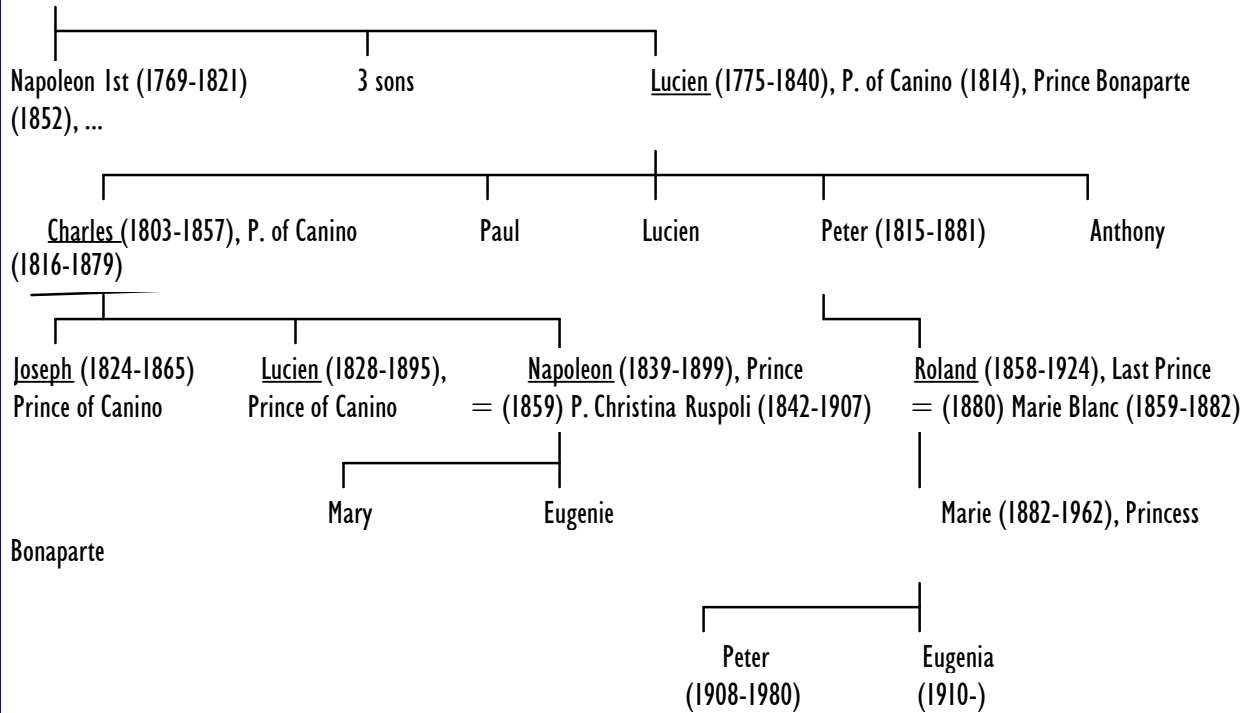 Napoleon 1st (1769-1821) 3 sons Lucien (1775-1840), P. of Canino (1814), Prince Bonaparte
(1852), ...
Charles (1803-1857), P. of Canino Paul Lucien Peter (1815-1881) Anthony
(1816-1879)
Joseph (1824-1865) Lucien (1828-1895), Napoleon (1839-1899), Prince Roland (1858-1924), Last Prince
Prince of Canino Prince of Canino = (1859) P. Christina Ruspoli (1842-1907) = (1880) Marie Blanc (1859-1882)
Mary Eugenie Marie (1882-1962), Princess
Bonaparte
Peter Eugenia
(1908-1980) (1910-)